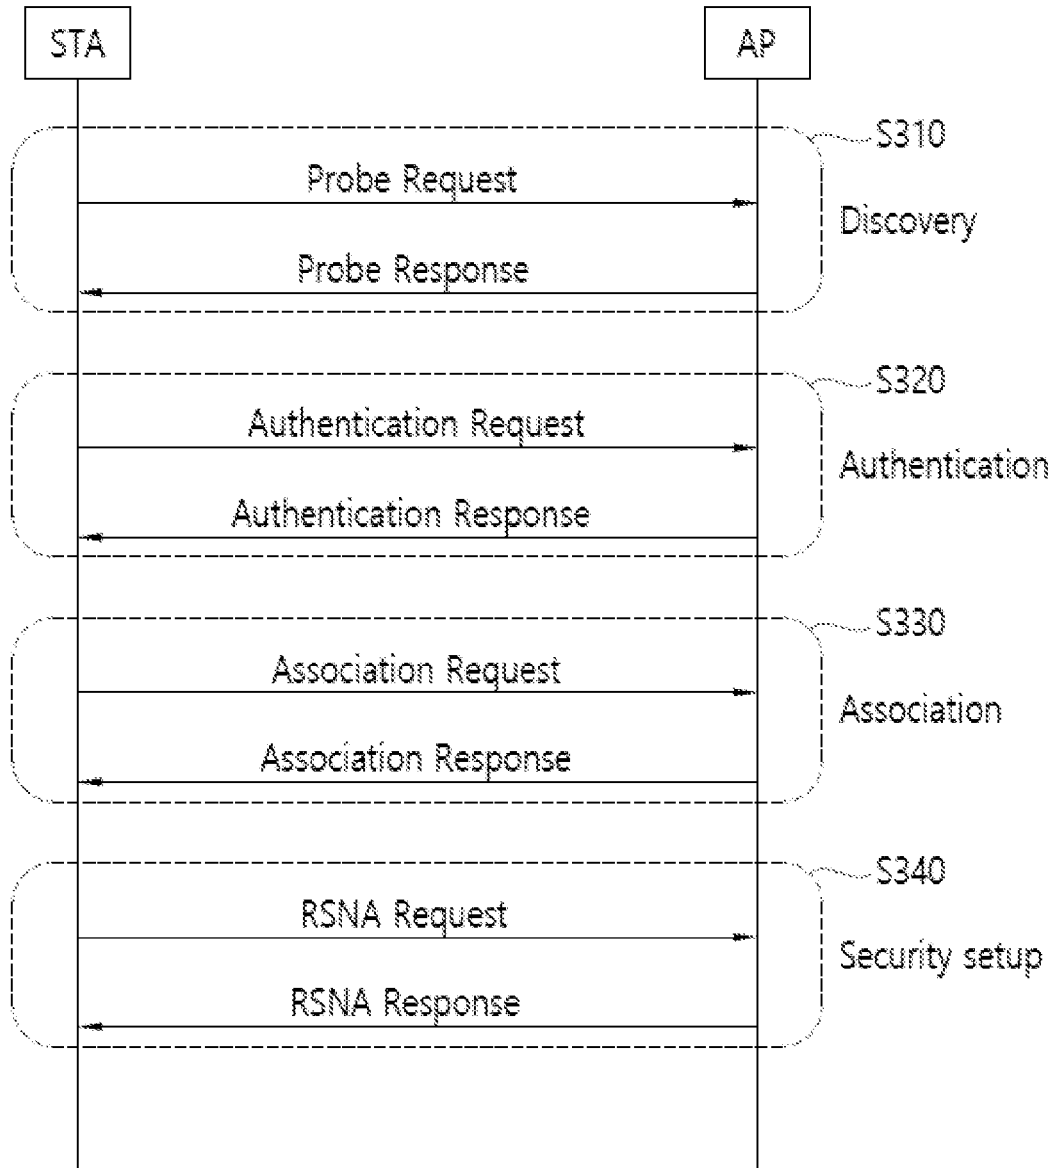 STA
AP
S310
Probe Request
Discovery
Probe Response
S320
Authentication Request
Authentication
Authentication Response
S330
Association Request
Association
Association Response
S340
RSNA Request
Security setup
RSNA Response